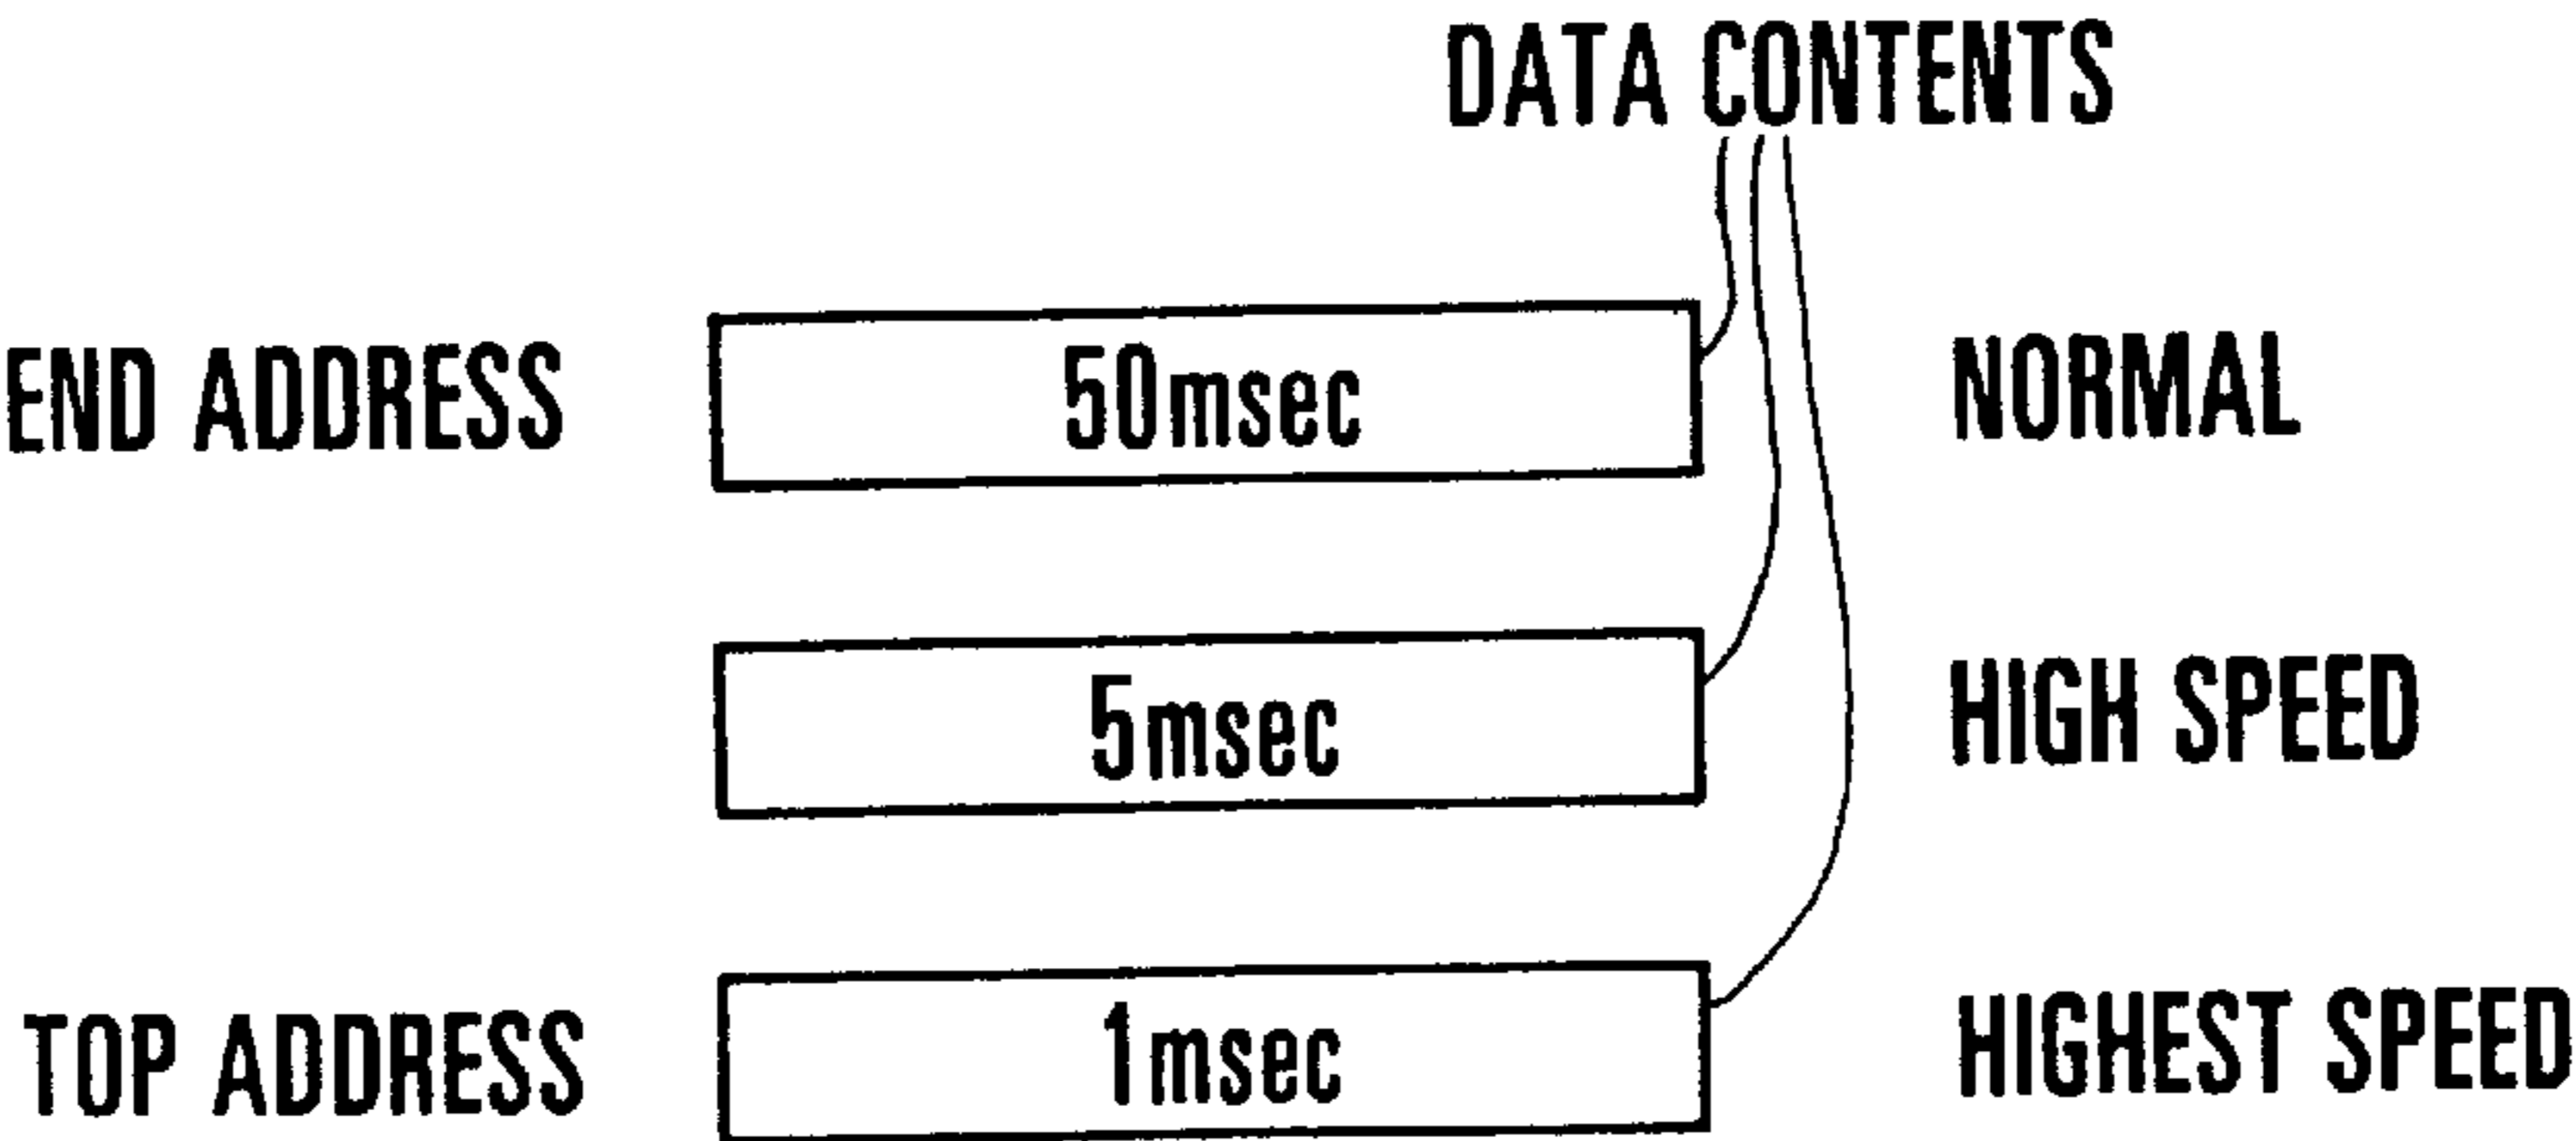 DATA CONTENTS
END ADDRESS 50msec NORMAL
5msec HIGH SPEED
TOP ADDRESS 1msec HIGHEST SPEED